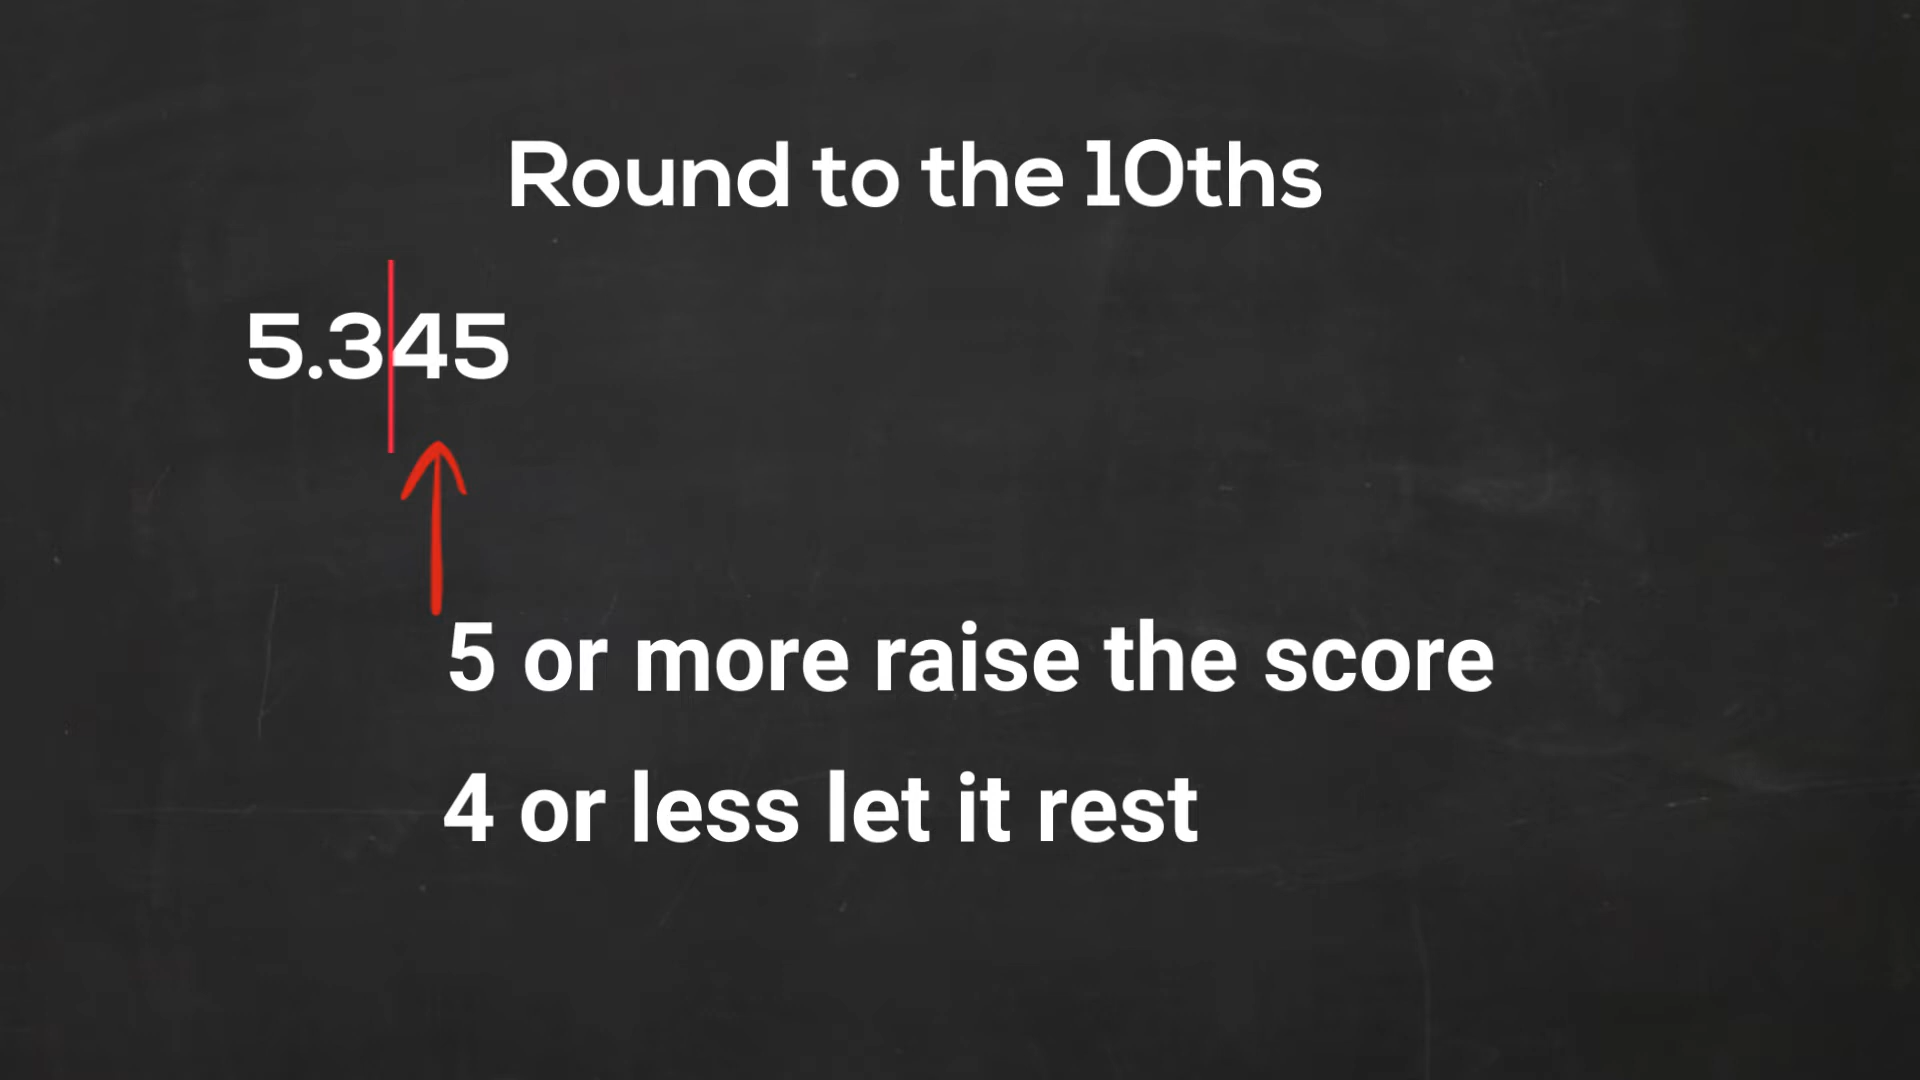 Round to the 10ths
5.345
5 or more raise the score
4 or less let it rest